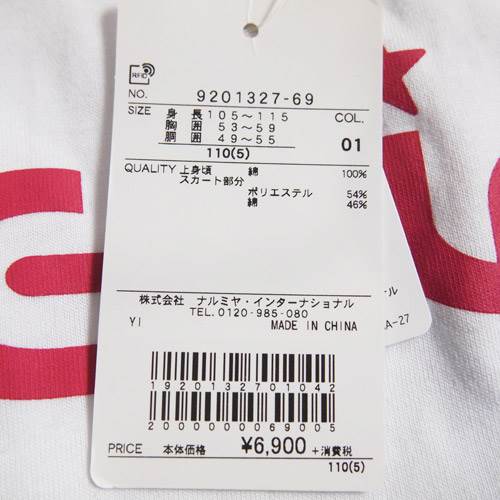 RFID
NO. 9201327-69
SIZE 身長 105～115 COL.
胸囲 53～59
胴囲 49～55 01
110(5)
QUALITY 上身頃 綿 100%
スカート部分
ポリエステル 54%
綿 46%
株式会社 ナルミヤ・インターナショナル
TEL.0120-985-080
YI MADE IN CHINA
1920132701042
2000000069005
PRICE 本体価格 ¥6,900 +消費税
110(5)
ール
A-27